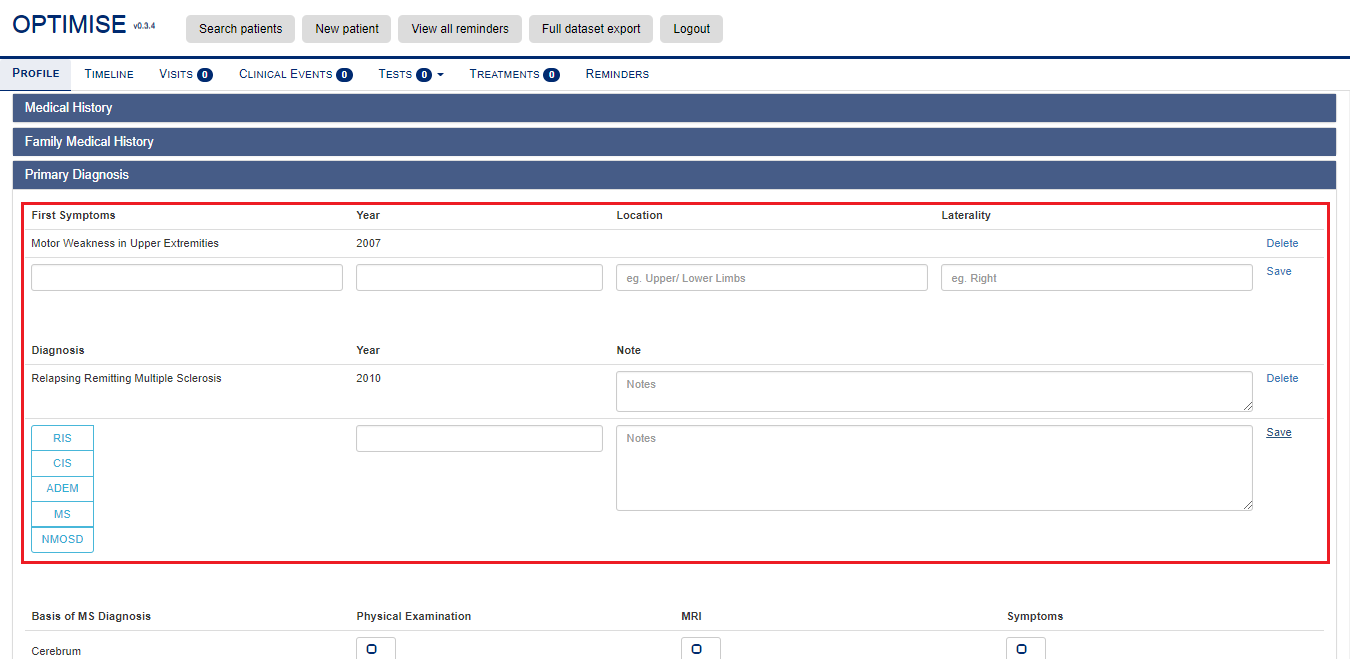 OPTIMISE v0.3.4 Search patients New patient View all reminders Full dataset export Logout
PROFILE TIMELINE VISITS 0 CLINICAL EVENTS 0 TESTS 0 TREATMENTS 0 REMINDERS
Medical History
Family Medical History
Primary Diagnosis
First Symptoms Year Location Laterality
Motor Weakness in Upper Extremities 2007 Delete
eg. Upper/ Lower Limbs eg. Right Save
Diagnosis Year Note
Relapsing Remitting Multiple Sclerosis 2010 Notes Delete
RIS Notes Save
CIS
ADEM
MS
NMOSD
Basis of MS Diagnosis Physical Examination MRI Symptoms
Cerebrum